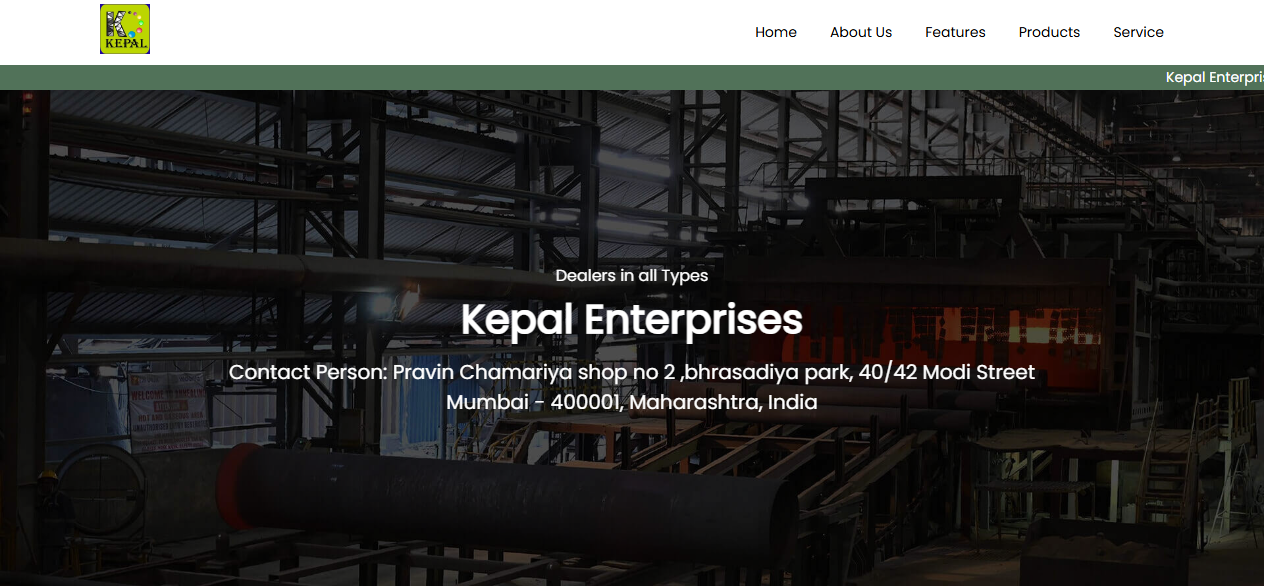 K
KEPAL
Home About Us Features Products Service
Kepal Enterpris
Dealers in all Types
Kepal Enterprises
Contact Person: Pravin Chamariya shop no 2 ,bhrasadiya park, 40/42 Modi Street
Mumbai - 400001, Maharashtra, India